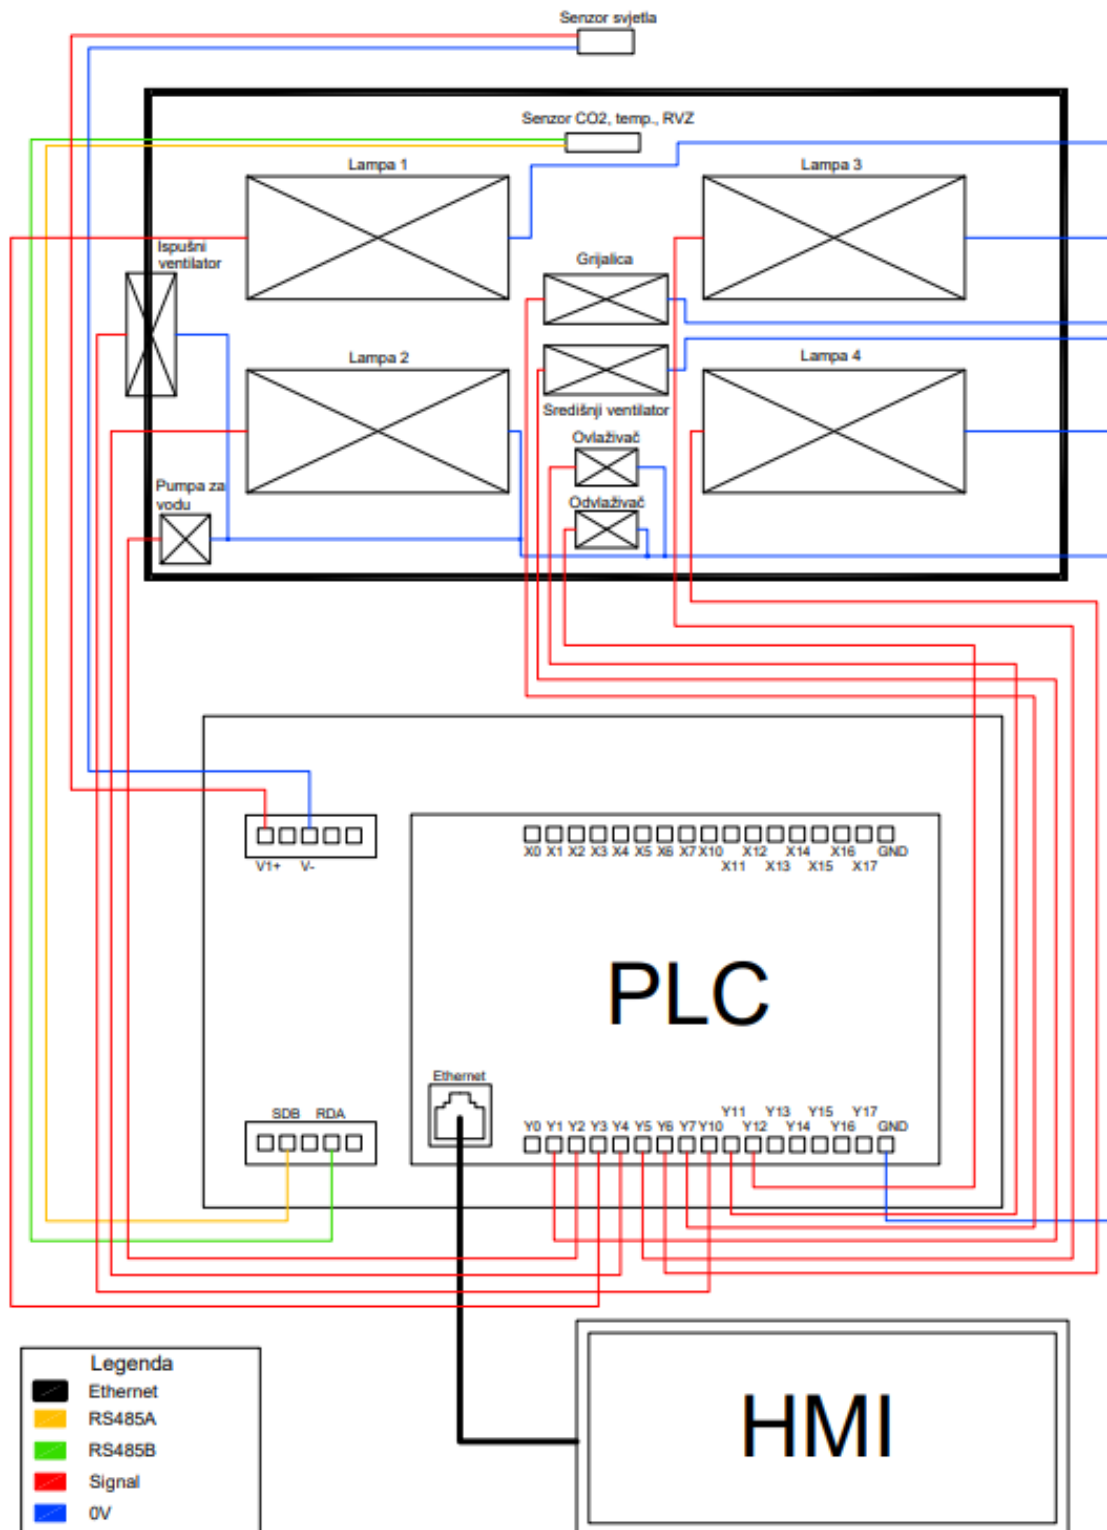 Senzor svjetla
Senzor CO2, temp., RVZ
Lampa 1
Lampa 3
Ispušni
ventilator
Grijalica
Lampa 2
Lampa 4
Središnji ventilator
Ovlaživač
Pumpa za
vodu
Odvlaživač
V1+ V-
X0 X1 X2 X3 X4 X5 X6 X7 X10 X12 X14 X16 GND
X11 X13 X15 X17
PLC
Ethernet
SDB RDA
Y11 Y13 Y15 Y17
Y0 Y1 Y2 Y3 Y4 Y5 Y6 Y7 Y10 Y12 Y14 Y16 GND
Legenda
Ethernet
RS485A
RS485B
Signal
0V
HMI